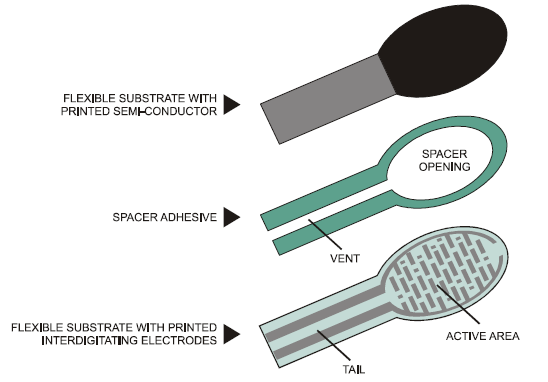 FLEXIBLE SUBSTRATE WITH
PRINTED SEMI-CONDUCTOR
SPACER
OPENING
SPACER ADHESIVE
VENT
FLEXIBLE SUBSTRATE WITH PRINTED
INTERDIGITATING ELECTRODES
ACTIVE AREA
TAIL